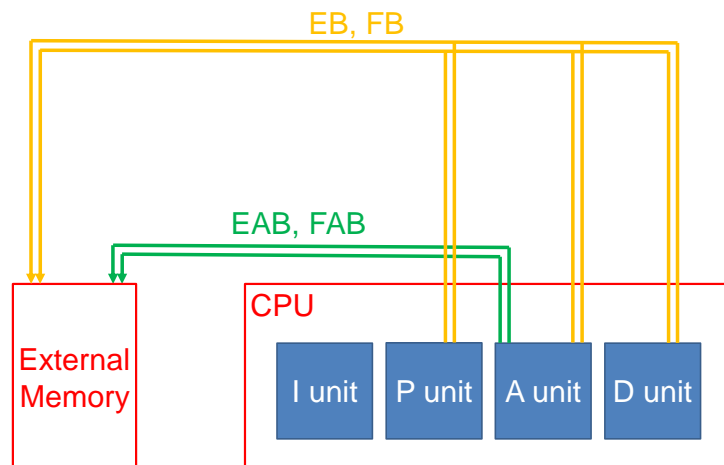 EB, FB
EAB, FAB
CPU
External
Memory
I unit
P unit
A unit
D unit